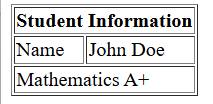 Student Information
Name John Doe
Mathematics A+